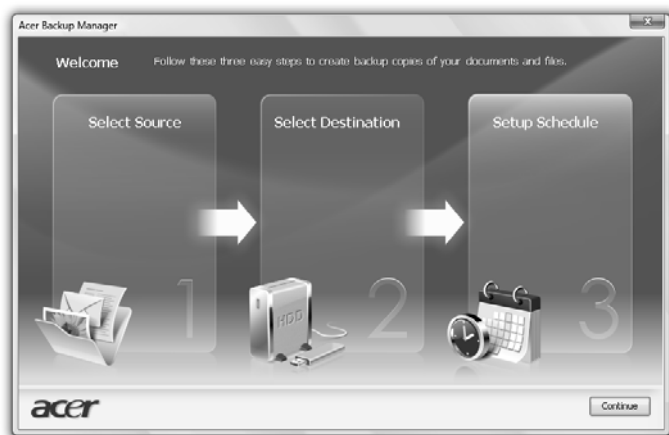 Acer Backup Manager
Welcome
Follow these three easy steps to create backup copies of your documents and files.
Select Source
Select Destination
Setup Schedule
1
HDD
2
3
acer
Continue